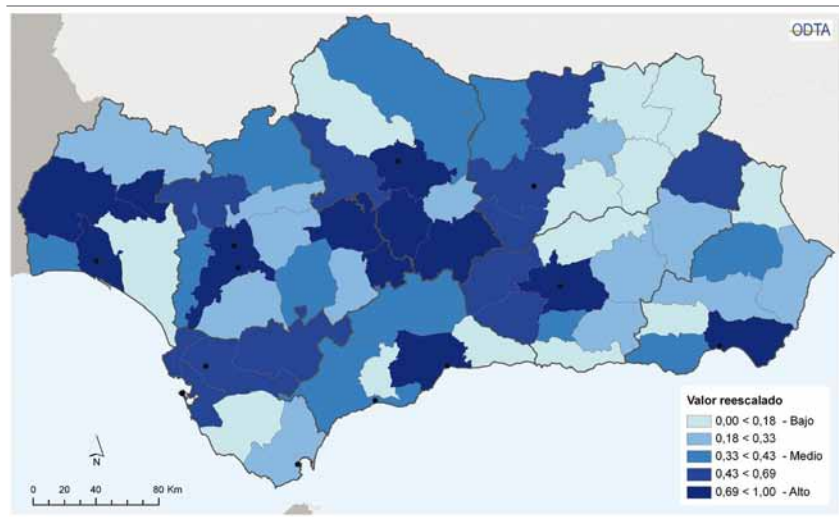 ODTA
Valor reescalado
0,00 < 0,18 - Bajo
0,18 < 0,33
0,33 < 0,43 - Medio
0,43 < 0,69
0,69 < 1,00 - Alto
N
0 20 40 80 Km